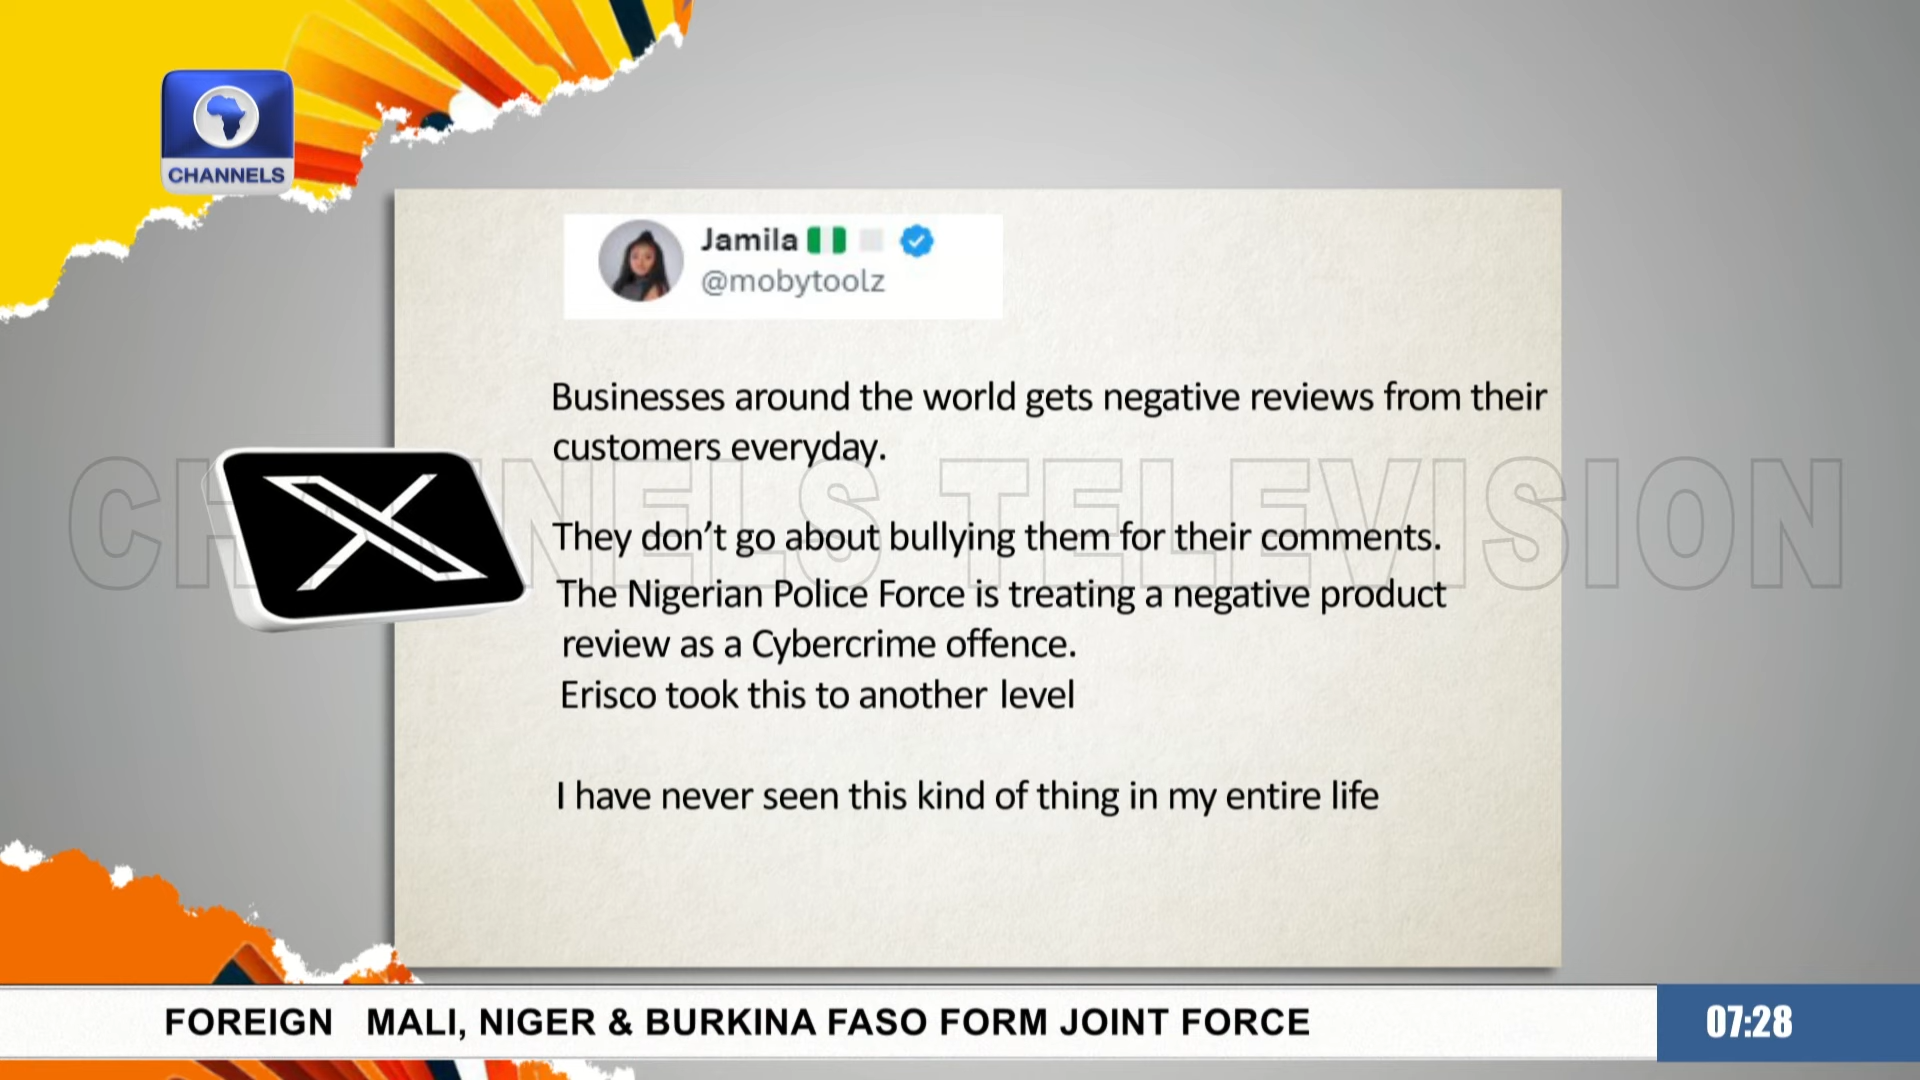 CHANNELS
Jamila
@mobytoolz
Businesses around the world gets negative reviews from their
customers everyday.
CHANNELS TELEVISION
They don’t go about bullying them for their comments.
The Nigerian Police Force is treating a negative product
review as a Cybercrime offence.
Erisco took this to another level
I have never seen this kind of thing in my entire life
FOREIGN MALI, NIGER & BURKINA FASO FORM JOINT FORCE
07:28